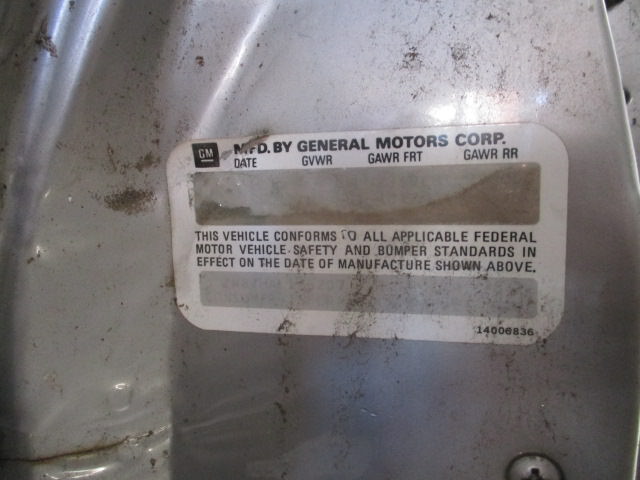 GM MFD. BY GENERAL MOTORS CORP.
DATE GVWR GAWR FRT GAWR RR
THIS VEHICLE CONFORMS TO ALL APPLICABLE FEDERAL
MOTOR VEHICLE SAFETY AND BUMPER STANDARDS IN
EFFECT ON THE DATE OF MANUFACTURE SHOWN ABOVE.
14006836